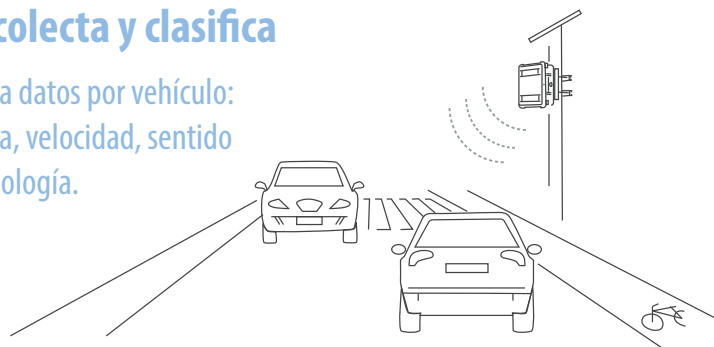 colecta y clasifica
a datos por vehículo:
a, velocidad, sentido
ología.